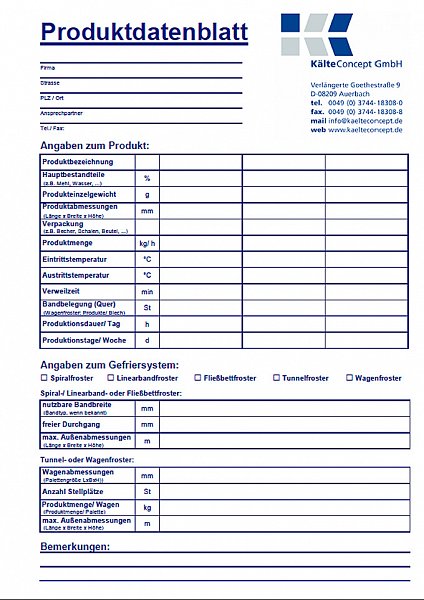 Produktdatenblatt
KälteConcept GmbH
Verlängerte Goethestraße 9
D-08209 Auerbach
tel. 0049 (0) 3744-18308-0
fax. 0049 (0) 3744-18308-8
mail info@kaelteconcept.de
web www.kaelteconcept.de
Firma
Strasse
PLZ / Ort
Ansprechpartner
Tel./ Fax:
Angaben zum Produkt:
Produktbezeichnung
Hauptbestandteile %
(z.B. Mehl, Wasser, ...)
Produkteinzelgewicht g
Produktabmessungen mm
(Länge x Breite x Höhe)
Verpackung
(z.B. Becher, Schalen, Beutel, ...)
Produktmenge kg/ h
Eintrittstemperatur °C
Austrittstemperatur °C
Verweilzeit min
Bandbelegung (Quer) St
(Wagenfroster: Produkte/ Blech)
Produktionsdauer/ Tag h
Produktionstage/ Woche d
Angaben zum Gefriersystem:
☐ Spiralfroster ☐ Linearbandfroster ☐ Fließbettfroster ☐ Tunnelfroster ☐ Wagenfroster
Spiral-/ Linearband- oder Fließbettfroster:
nutzbare Bandbreite mm
(Bandtyp, wenn bekannt)
freier Durchgang mm
max. Außenabmessungen m
(Länge x Breite x Höhe)
Tunnel- oder Wagenfroster:
Wagenabmessungen mm
(Palettengröße LxBxH))
Anzahl Stellplätze St
Produktmenge/ Wagen kg
(Produktmenge/ Palette)
max. Außenabmessungen m
(Länge x Breite x Höhe)
Bemerkungen: